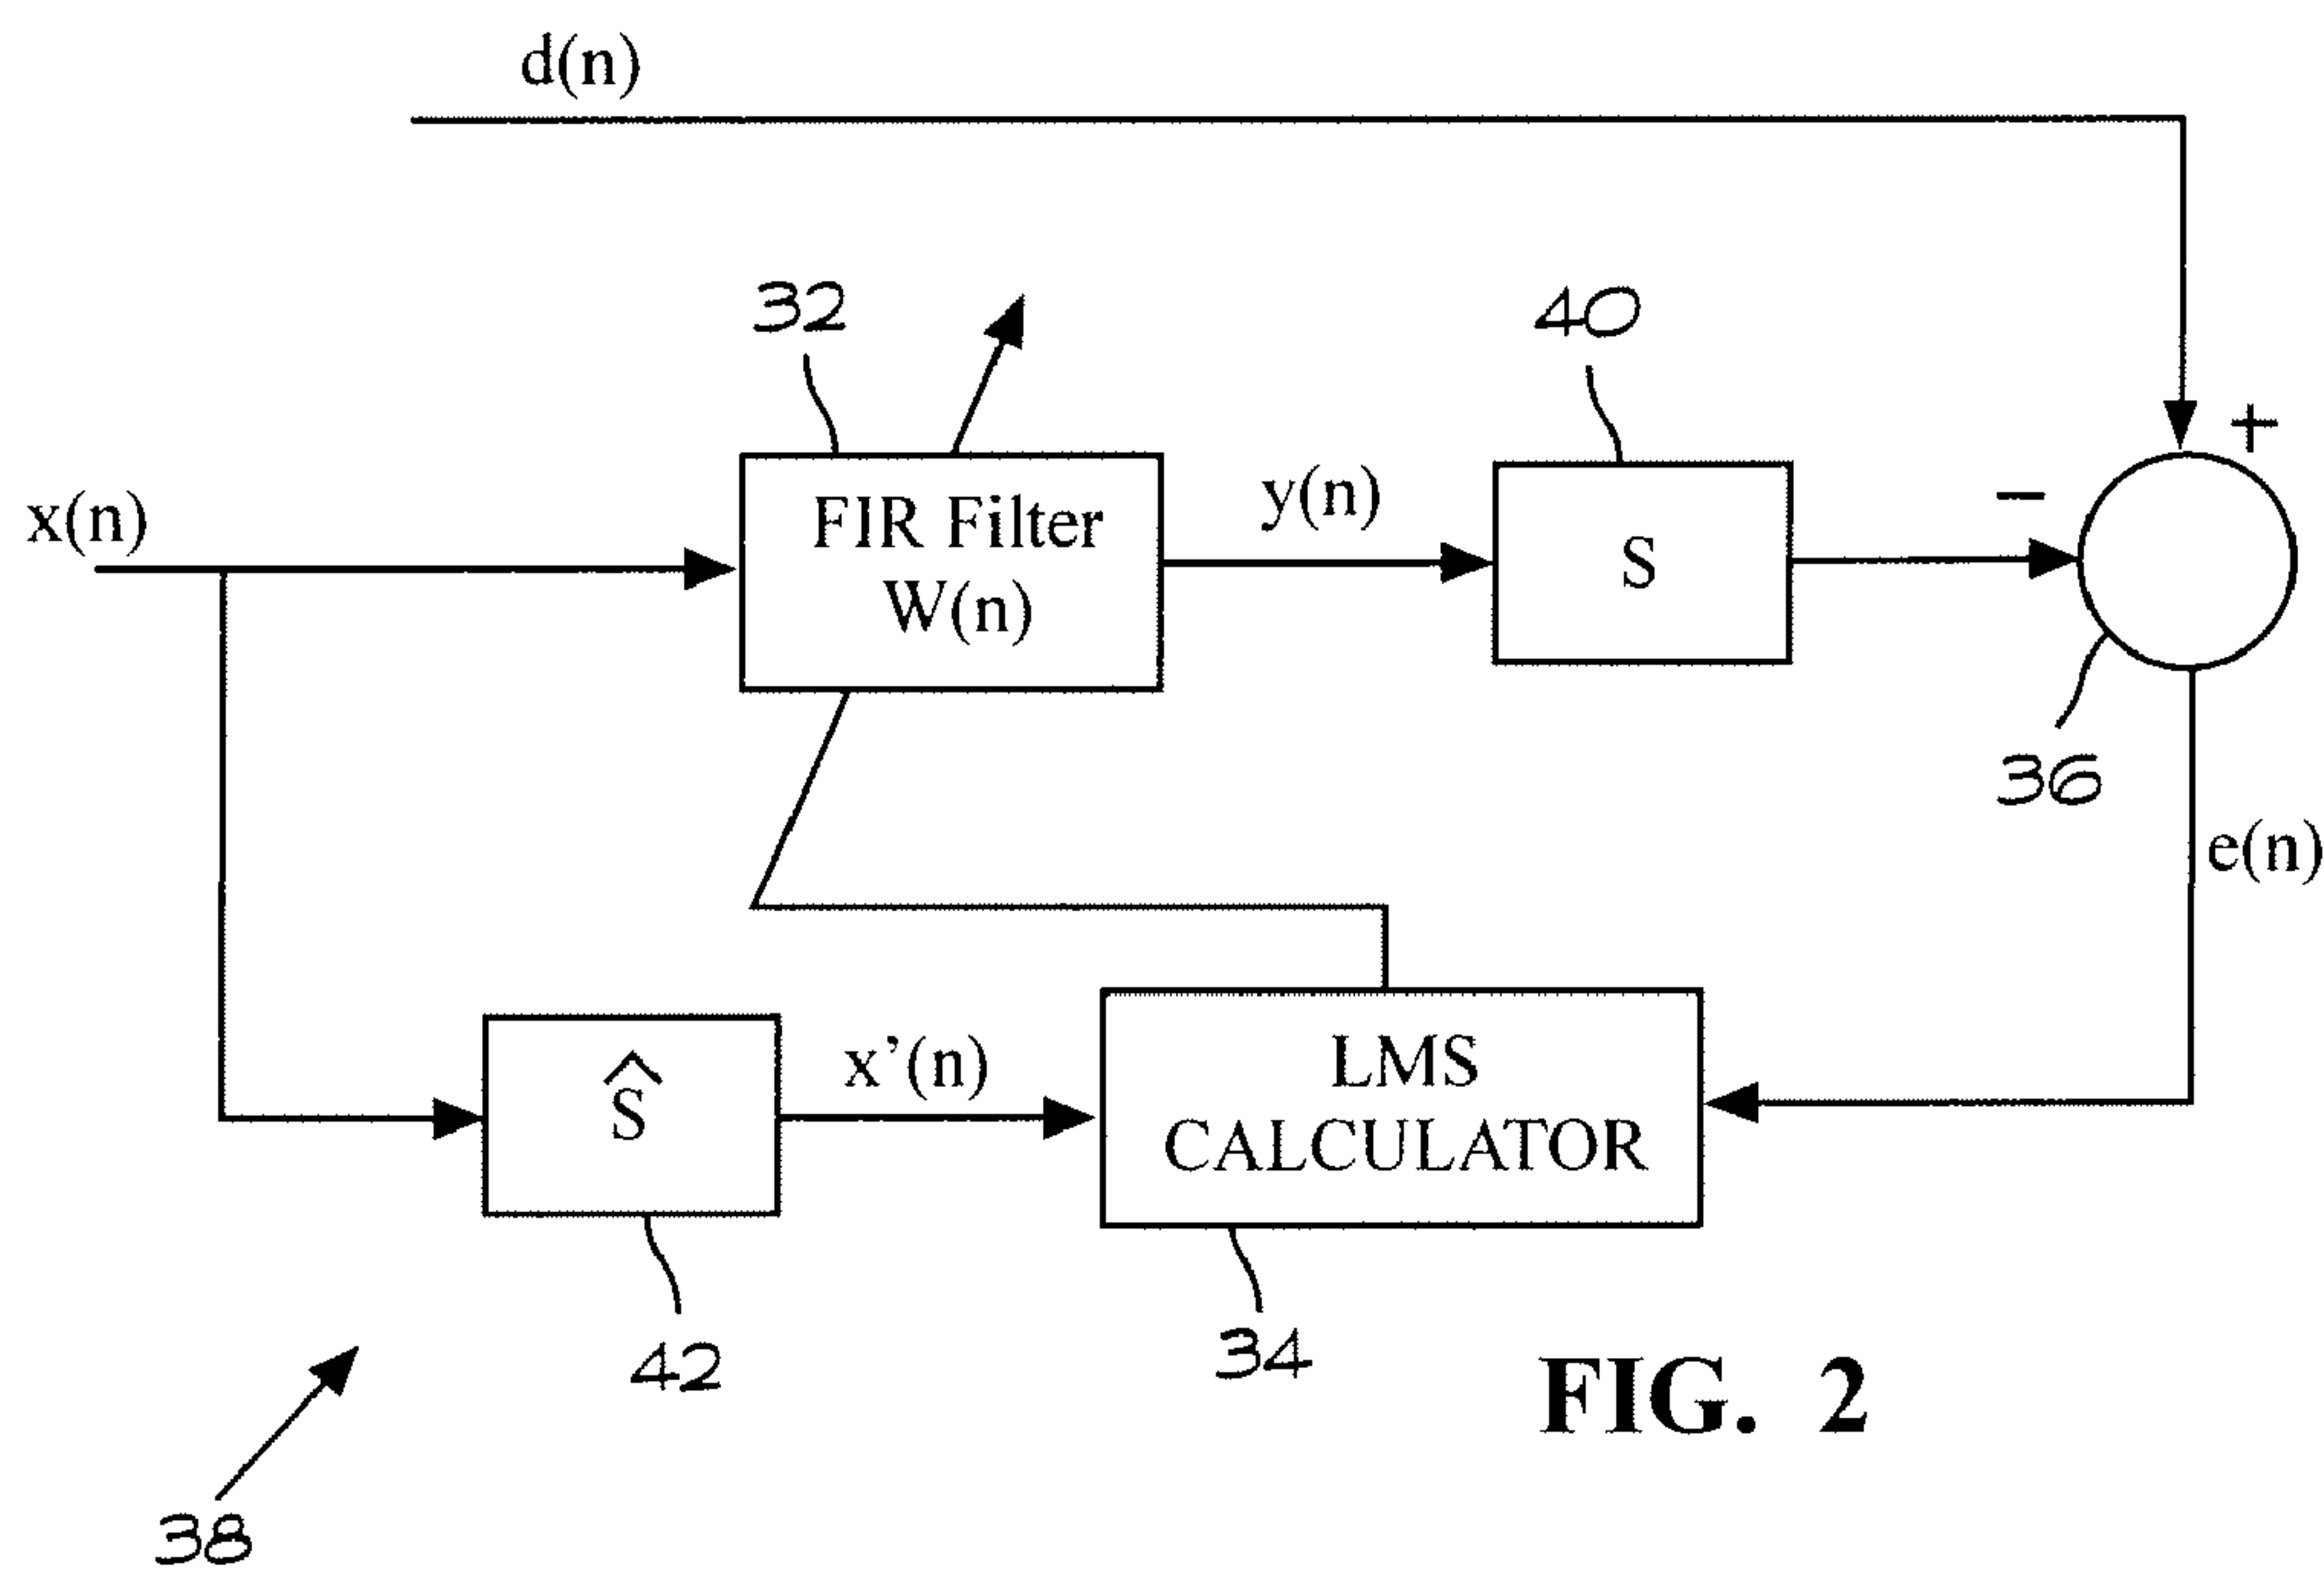 d(n)
32
40
+
x(n)
FIR Filter
W(n)
y(n)
S
−
36
e(n)
Ŝ
x’(n)
LMS
CALCULATOR
42
34
FIG. 2
38